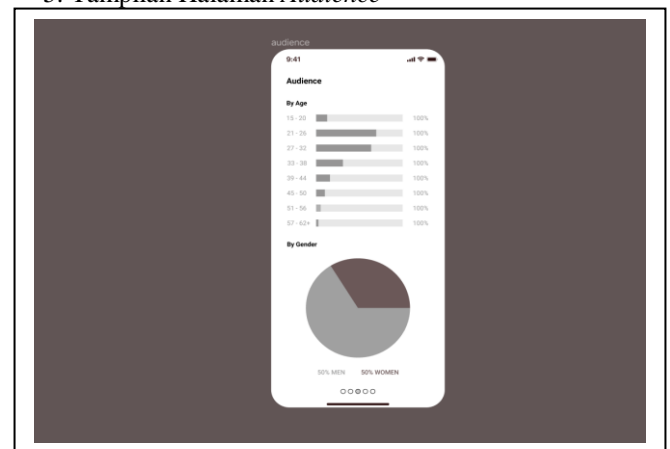 3. Tampilan Halaman Audience
audience
9:41
Audience
By Age
15 - 20 100%
21 - 26 100%
27 - 22 100%
33 - 38 100%
39 - 44 100%
45 - 50 100%
51 - 56 100%
57 - 62+ 100%
By Gender
50% MEN 50% WOMEN